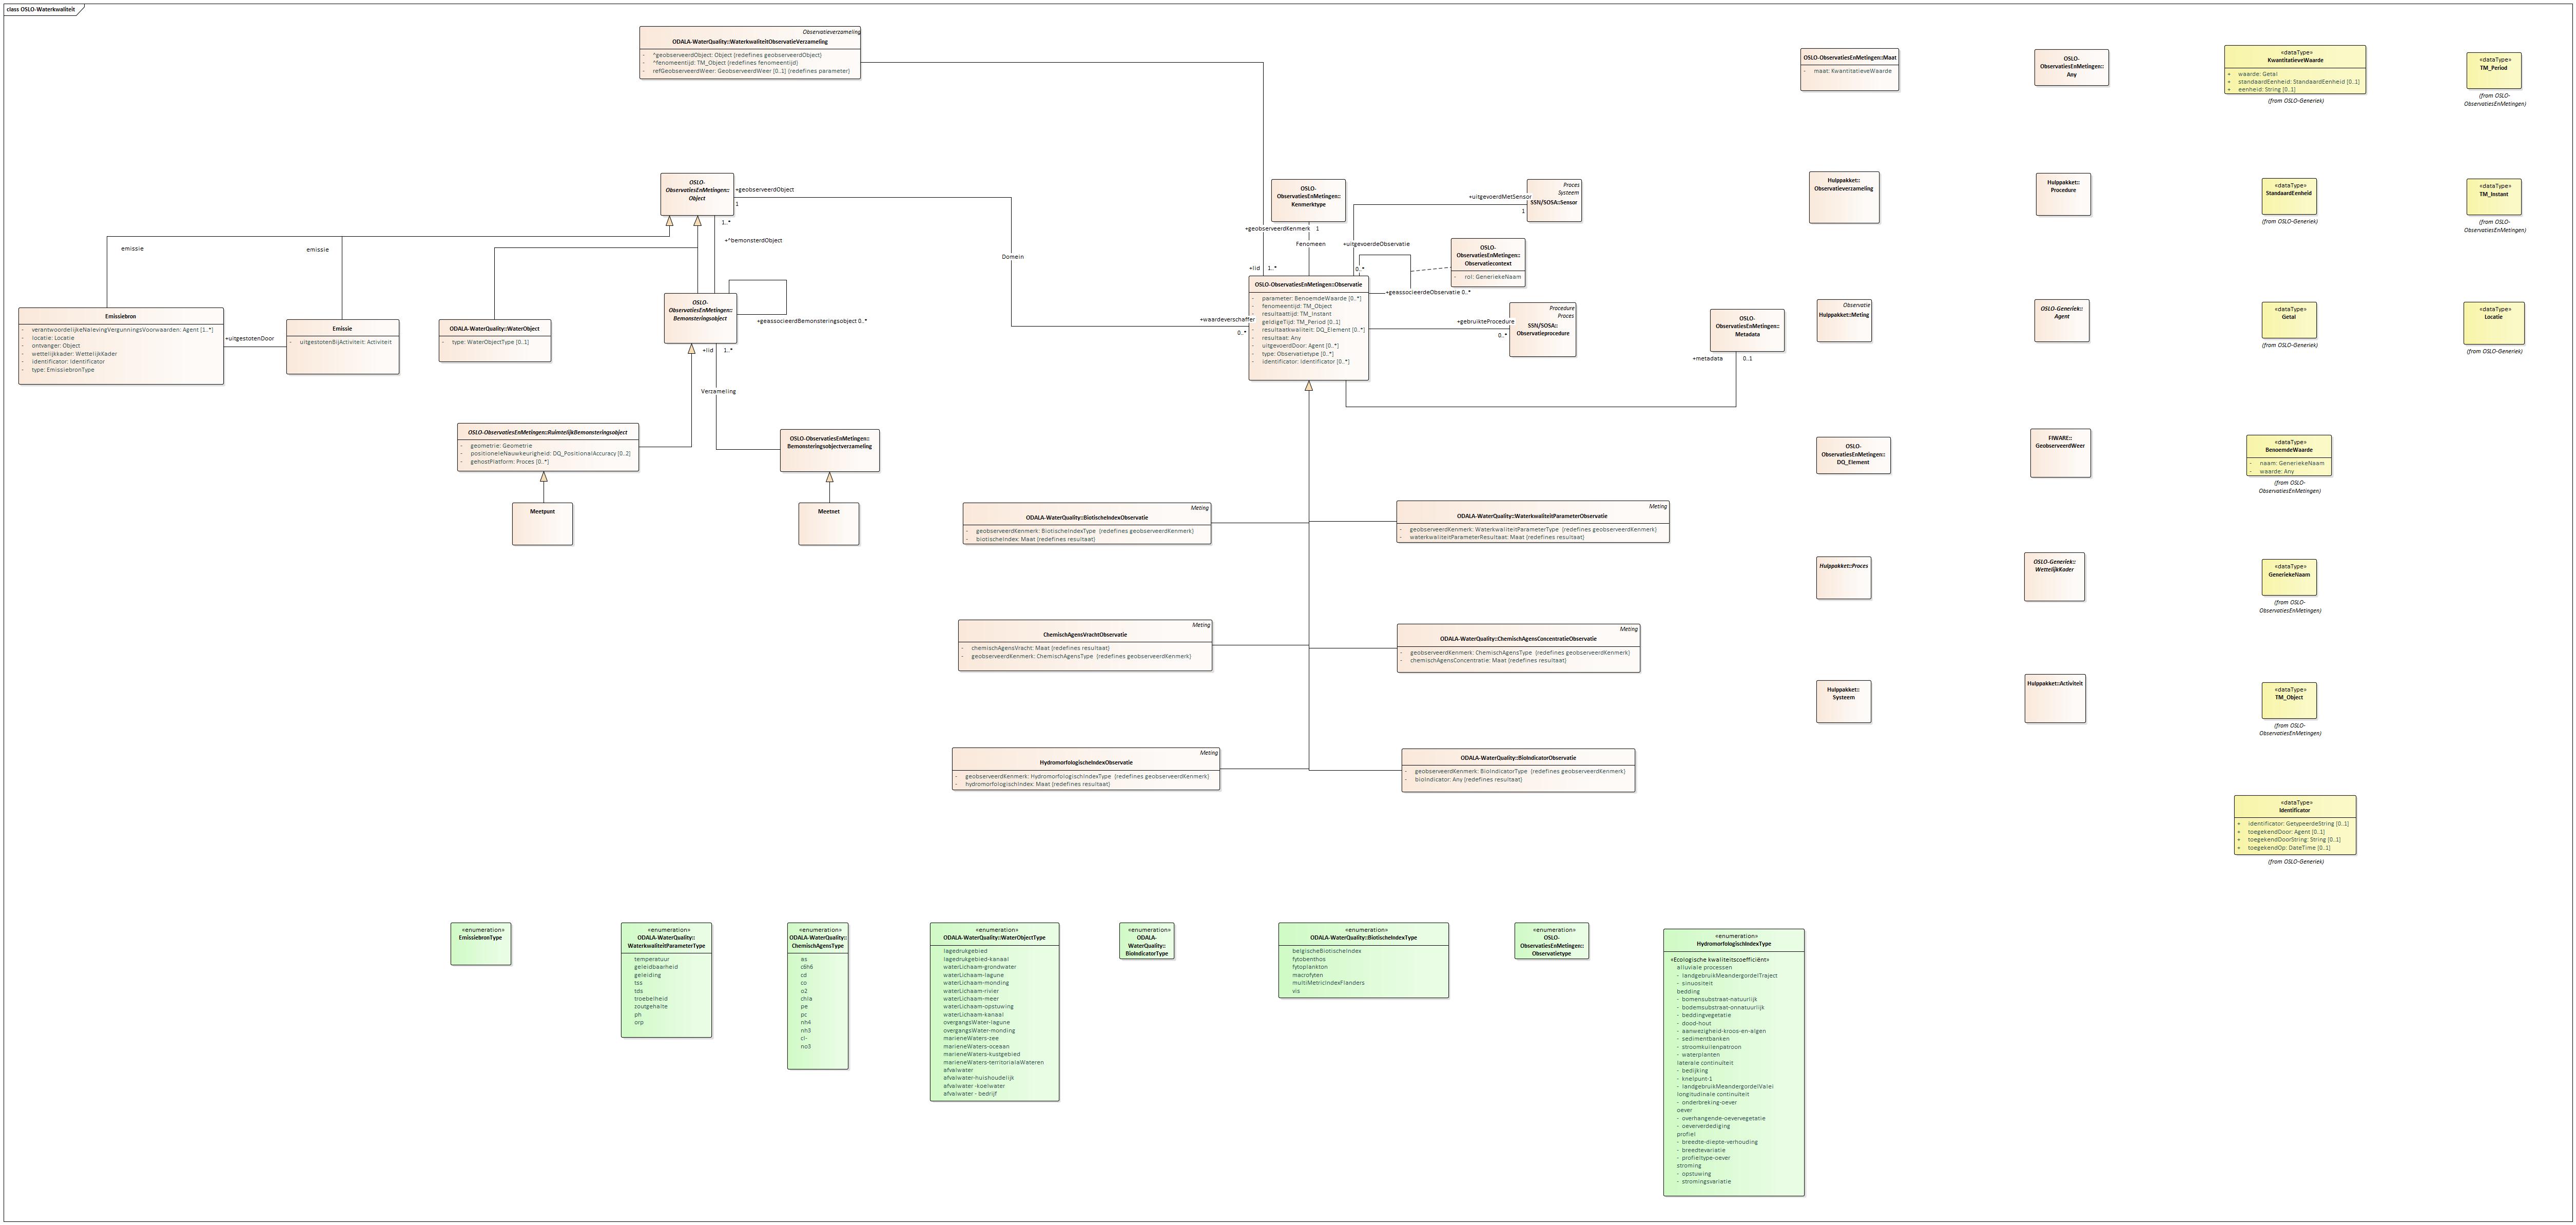 class OSLO-Waterkwaliteit
Observatieverzameling
ODALA-WaterQuality::WaterkwaliteitObservatieVerzameling
- ^geobserveerdObject: Object {redefines geobserveerdObject}
- ^fenomeentijd: TM_Object {redefines fenomeentijd}
- refGeobserveerdWeer: GeobserveerdWeer [0..1] {redefines parameter}
OSLO-ObservatiesEnMetingen::Maat
- maat: KwantitatieveWaarde
OSLO-
ObservatiesEnMetingen::
Any
«dataType»
KwantitatieveWaarde
+ waarde: Getal
+ standaardEenheid: StandaardEenheid [0..1]
+ eenheid: String [0..1]
(from OSLO-Generiek)
«dataType»
TM_Period
(from OSLO-
ObservatiesEnMetingen)
OSLO-
ObservatiesEnMetingen::
Object
+geobserveerdObject
1
1..*
+^bemonsterdObject
emissie
emissie
Domein
OSLO-
ObservatiesEnMetingen::
Kenmerktype
+geobserveerdKenmerk 1
Fenomeen
+lid 1..*
+uitgevoerdMetSensor
1
Proces
Systeem
SSN/SOSA::Sensor
+uitgevoerdeObservatie
0..*
OSLO-
ObservatiesEnMetingen::
Observatiecontext
- rol: GeneriekeNaam
+geassocieerdeObservatie 0..*
Hulppakket::
Observatieverzameling
Hulppakket::
Procedure
«dataType»
StandaardEenheid
(from OSLO-Generiek)
«dataType»
TM_Instant
(from OSLO-
ObservatiesEnMetingen)
Emissiebron
- verantwoordelijkeNalevingVergunningsVoorwaarden: Agent [1..*]
- locatie: Locatie
- ontvanger: Object
- wettelijkkader: WettelijkKader
- identificator: Identificator
- type: EmissiebronType
+uitgestotenDoor
Emissie
- uitgestotenBijActiviteit: Activiteit
ODALA-WaterQuality::WaterObject
- type: WaterObjectType [0..1]
OSLO-
ObservatiesEnMetingen::
Bemonsteringsobject
+geassocieerdBemonsteringsobject 0..*
+lid 1..*
Verzameling
+waardeverschaffer
0..*
OSLO-ObservatiesEnMetingen::Observatie
- parameter: BenoemdeWaarde [0..*]
- fenomeentijd: TM_Object
- resultaattijd: TM_Instant
- geldigeTijd: TM_Period [0..1]
- resultaatkwaliteit: DQ_Element [0..*]
- resultaat: Any
- uitgevoerdDoor: Agent [0..*]
- type: Observatietype [0..*]
- identificator: Identificator [0..*]
+gebruikteProcedure
0..*
Procedure
Proces
SSN/SOSA::
Observatieprocedure
OSLO-
ObservatiesEnMetingen::
Metadata
+metadata 0..1
Observatie
Hulppakket::Meting
OSLO-Generiek::
Agent
«dataType»
Getal
(from OSLO-Generiek)
«dataType»
Locatie
(from OSLO-Generiek)
OSLO-ObservatiesEnMetingen::RuimtelijkBemonsteringsobject
- geometrie: Geometrie
- positioneleNauwkeurigheid: DQ_PositionalAccuracy [0..2]
- gehostPlatform: Proces [0..*]
OSLO-ObservatiesEnMetingen::
Bemonsteringsobjectverzameling
Meetpunt
Meetnet
OSLO-
ObservatiesEnMetingen::
DQ_Element
FIWARE::
GeobserveerdWeer
«dataType»
BenoemdeWaarde
- naam: GeneriekeNaam
- waarde: Any
(from OSLO-
ObservatiesEnMetingen)
Meting
ODALA-WaterQuality::BiotischeIndexObservatie
- geobserveerdKenmerk: BiotischeIndexType {redefines geobserveerdKenmerk}
- biotischeIndex: Maat {redefines resultaat}
Meting
ODALA-WaterQuality::WaterkwaliteitParameterObservatie
- geobserveerdKenmerk: WaterkwaliteitParameterType {redefines geobserveerdKenmerk}
- waterkwaliteitParameterResultaat: Maat {redefines resultaat}
Hulppakket::Proces
OSLO-Generiek::
WettelijkKader
«dataType»
GeneriekeNaam
(from OSLO-
ObservatiesEnMetingen)
Meting
ChemischAgensVrachtObservatie
- chemischAgensVracht: Maat {redefines resultaat}
- geobserveerdKenmerk: ChemischAgensType {redefines geobserveerdKenmerk}
Meting
ODALA-WaterQuality::ChemischAgensConcentratieObservatie
- geobserveerdKenmerk: ChemischAgensType {redefines geobserveerdKenmerk}
- chemischAgensConcentratie: Maat {redefines resultaat}
Hulppakket::
Systeem
Hulppakket::Activiteit
«dataType»
TM_Object
(from OSLO-
ObservatiesEnMetingen)
Meting
HydromorfologischeIndexObservatie
- geobserveerdKenmerk: HydromorfologischIndexType {redefines geobserveerdKenmerk}
- hydromorfologischIndex: Maat {redefines resultaat}
ODALA-WaterQuality::BioIndicatorObservatie
- geobserveerdKenmerk: BioIndicatorType {redefines geobserveerdKenmerk}
- bioIndicator: Any {redefines resultaat}
«dataType»
Identificator
+ identificator: GetypeerdeString [0..1]
+ toegekendDoor: Agent [0..1]
+ toegekendDoorString: String [0..1]
+ toegekendOp: DateTime [0..1]
(from OSLO-Generiek)
«enumeration»
EmissiebronType
«enumeration»
ODALA-WaterQuality::
WaterkwaliteitParameterType
temperatuur
geleidbaarheid
geleiding
tss
tds
troebelheid
zoutgehalte
ph
orp
«enumeration»
ODALA-WaterQuality::
ChemischAgensType
as
c6h6
cd
co
o2
chla
pe
pc
nh4
nh3
cl-
no3
«enumeration»
ODALA-WaterQuality::WaterObjectType
lagedrukgebied
lagedrukgebied-kanaal
waterLichaam-grondwater
waterLichaam-lagune
waterLichaam-monding
waterLichaam-rivier
waterLichaam-meer
waterLichaam-opstuwing
waterLichaam-kanaal
overgangsWater-lagune
overgangsWater-monding
marieneWaters-zee
marieneWaters-oceaan
marieneWaters-kustgebied
marieneWaters-territorialaWateren
afvalwater
afvalwater-huishoudelijk
afvalwater -koelwater
afvalwater - bedrijf
«enumeration»
ODALA-
WaterQuality::
BioIndicatorType
«enumeration»
ODALA-WaterQuality::BiotischeIndexType
belgischeBiotischeIndex
fytobenthos
fytoplankton
macrofyten
multiMetricIndexFlanders
vis
«enumeration»
OSLO-
ObservatiesEnMetingen::
Observatietype
«enumeration»
HydromorfologischIndexType
«Ecologische kwaliteitscoefficiënt»
alluviale processen
- landgebruikMeandergordelTraject
- sinuositeit
bedding
- bomensubstraat-natuurlijk
- bodemsubstraat-onnatuurlijk
- beddingvegetatie
- dood-hout
- aanwezigheid-kroos-en-algen
- sedimentbanken
- stroomkuilenpatroon
- waterplanten
laterale continuïteit
- bedijking
- knelpunt-1
- landgebruikMeandergordelValei
longitudinale continuïteit
- onderbreking-oever
oever
- overhangende-oevervegetatie
- oeververdediging
profiel
- breedte-diepte-verhouding
- breedtevariatie
- profieltype-oever
stroming
- opstuwing
- stromingsvariatie